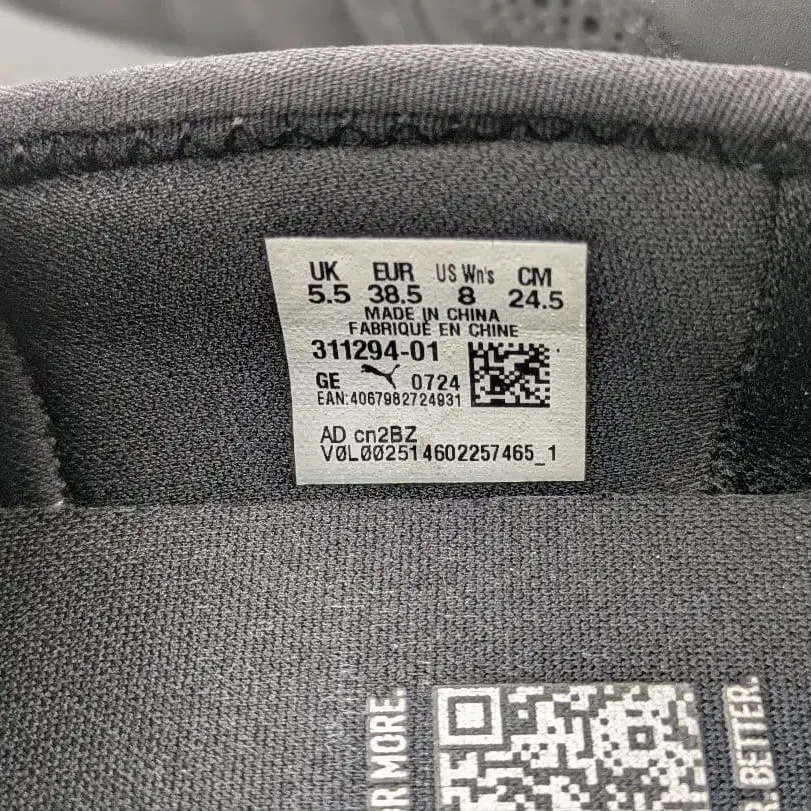 UK EUR US Wn's CM
5.5 38.5 8 24.5
MADE IN CHINA
FABRIQUÉ EN CHINE
311294-01
GE 0724
EAN:4067982724931
AD cn2BZ
VØLØØ2514602257465_1
MORE.
BETTER.